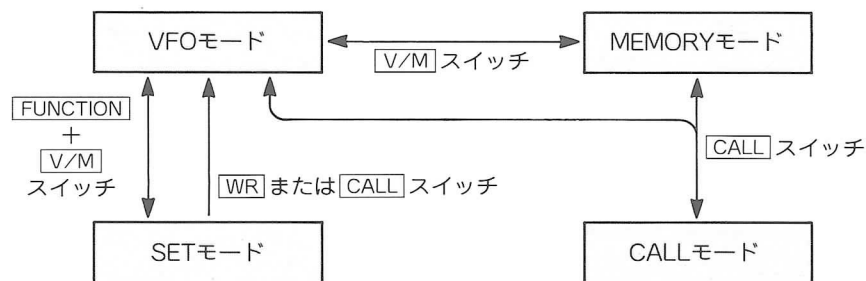 VFOモード
MEMORYモード
V/M スイッチ
FUNCTION
+
V/M
スイッチ
CALL スイッチ
WR または CALL スイッチ
SETモード
CALLモード